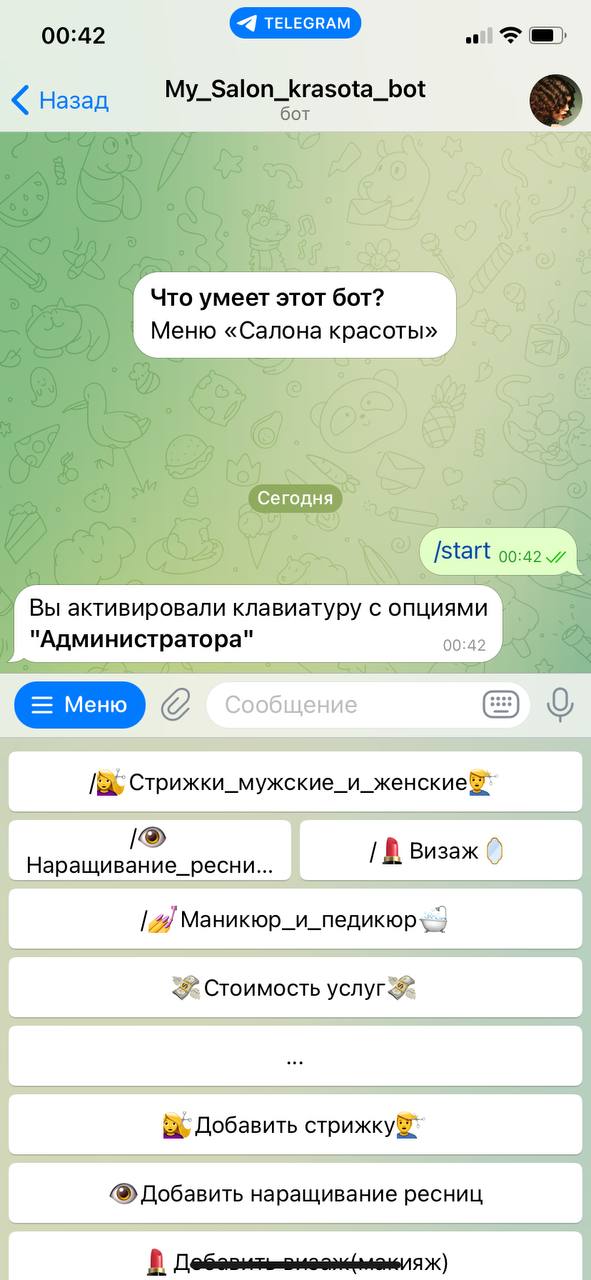 00:42
TELEGRAM
Назад
My_Salon_krasota_bot
бот
Что умеет этот бот?
Меню «Салона красоты»
Сегодня
/start 00:42
Вы активировали клавиатуру с опциями
"Администратора"
00:42
Меню
Сообщение
/💇‍♀️Стрижки_мужские_и_женские💇‍♂️
/👁
Наращивание_ресни...
/💄Визаж🪞
/💅Маникюр_и_педикюр🛁
💸Стоимость услуг💸
...
💇‍♀️Добавить стрижку💇‍♂️
👁Добавить наращивание ресниц
💄Добавить визаж(макияж)